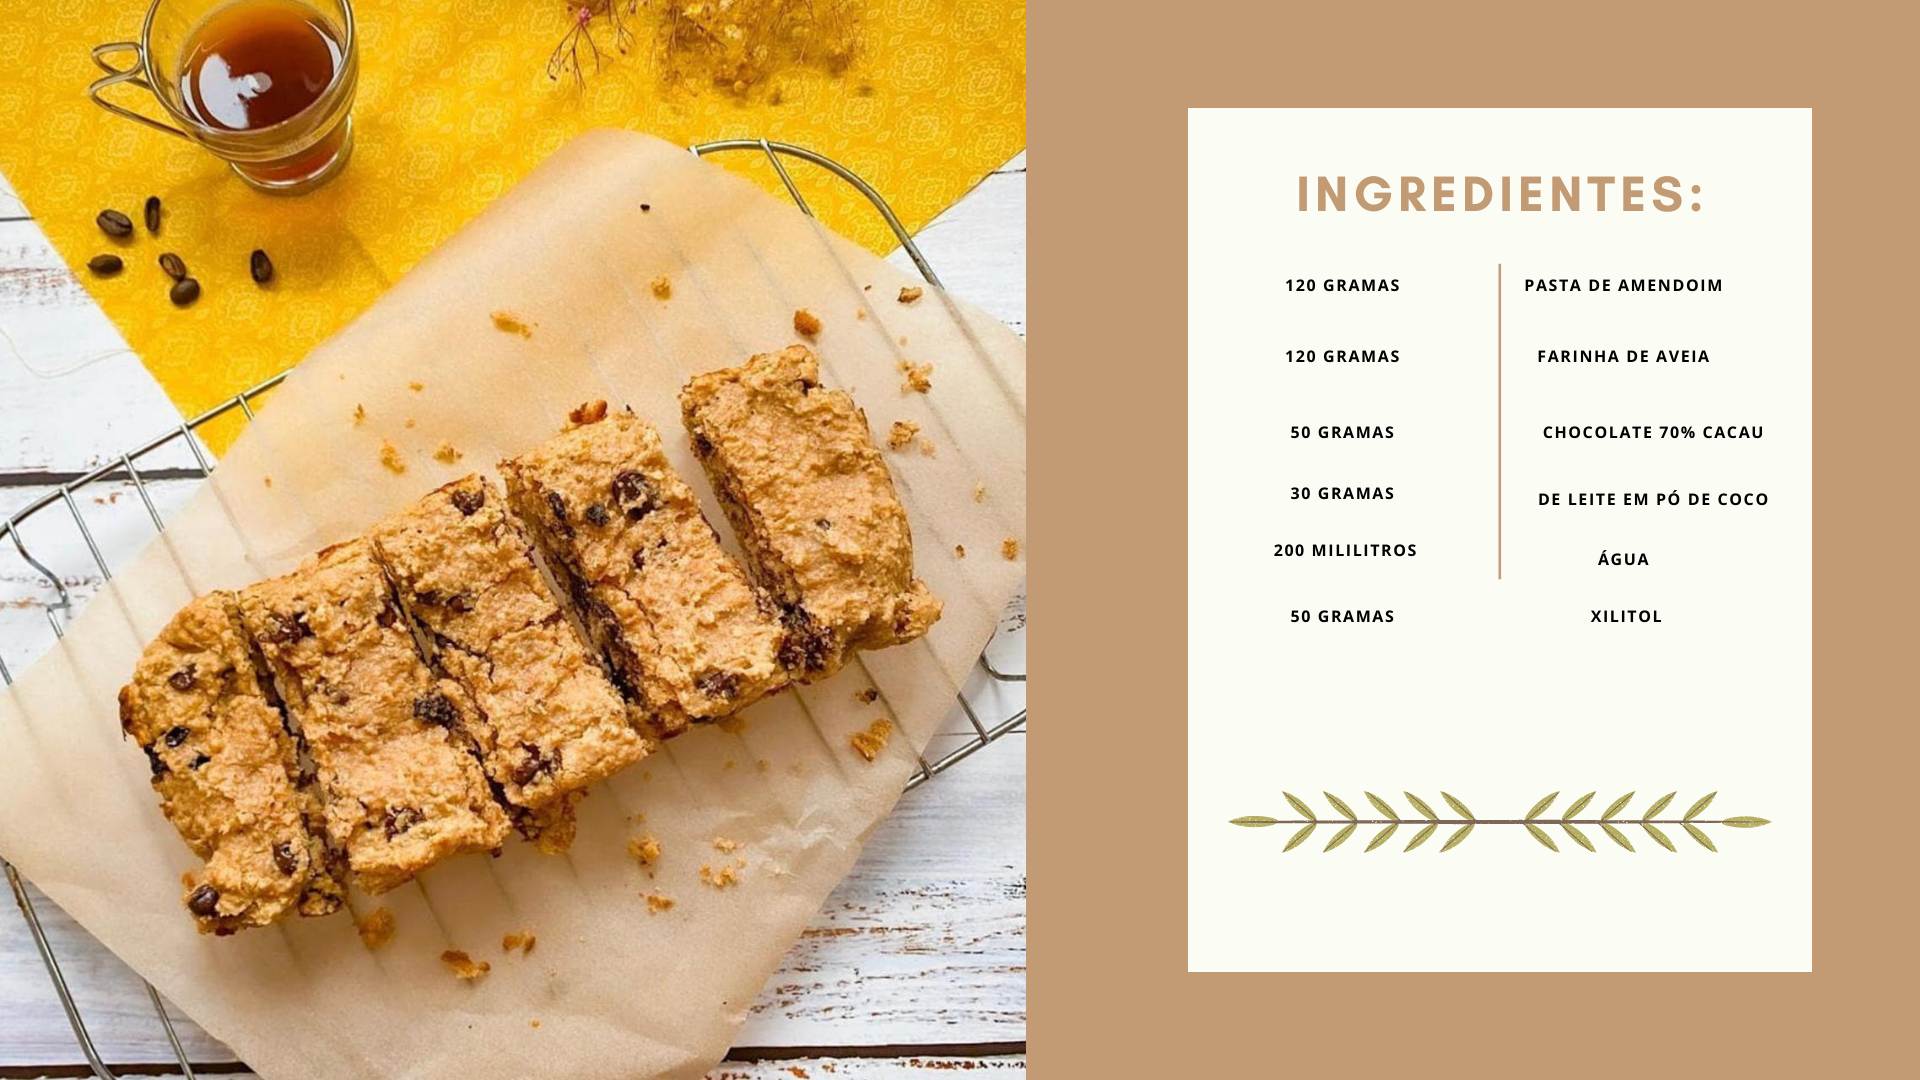 INGREDIENTES:
120 GRAMAS PASTA DE AMENDOIM
120 GRAMAS FARINHA DE AVEIA
50 GRAMAS CHOCOLATE 70% CACAU
30 GRAMAS DE LEITE EM PÓ DE COCO
200 MILILITROS ÁGUA
50 GRAMAS XILITOL